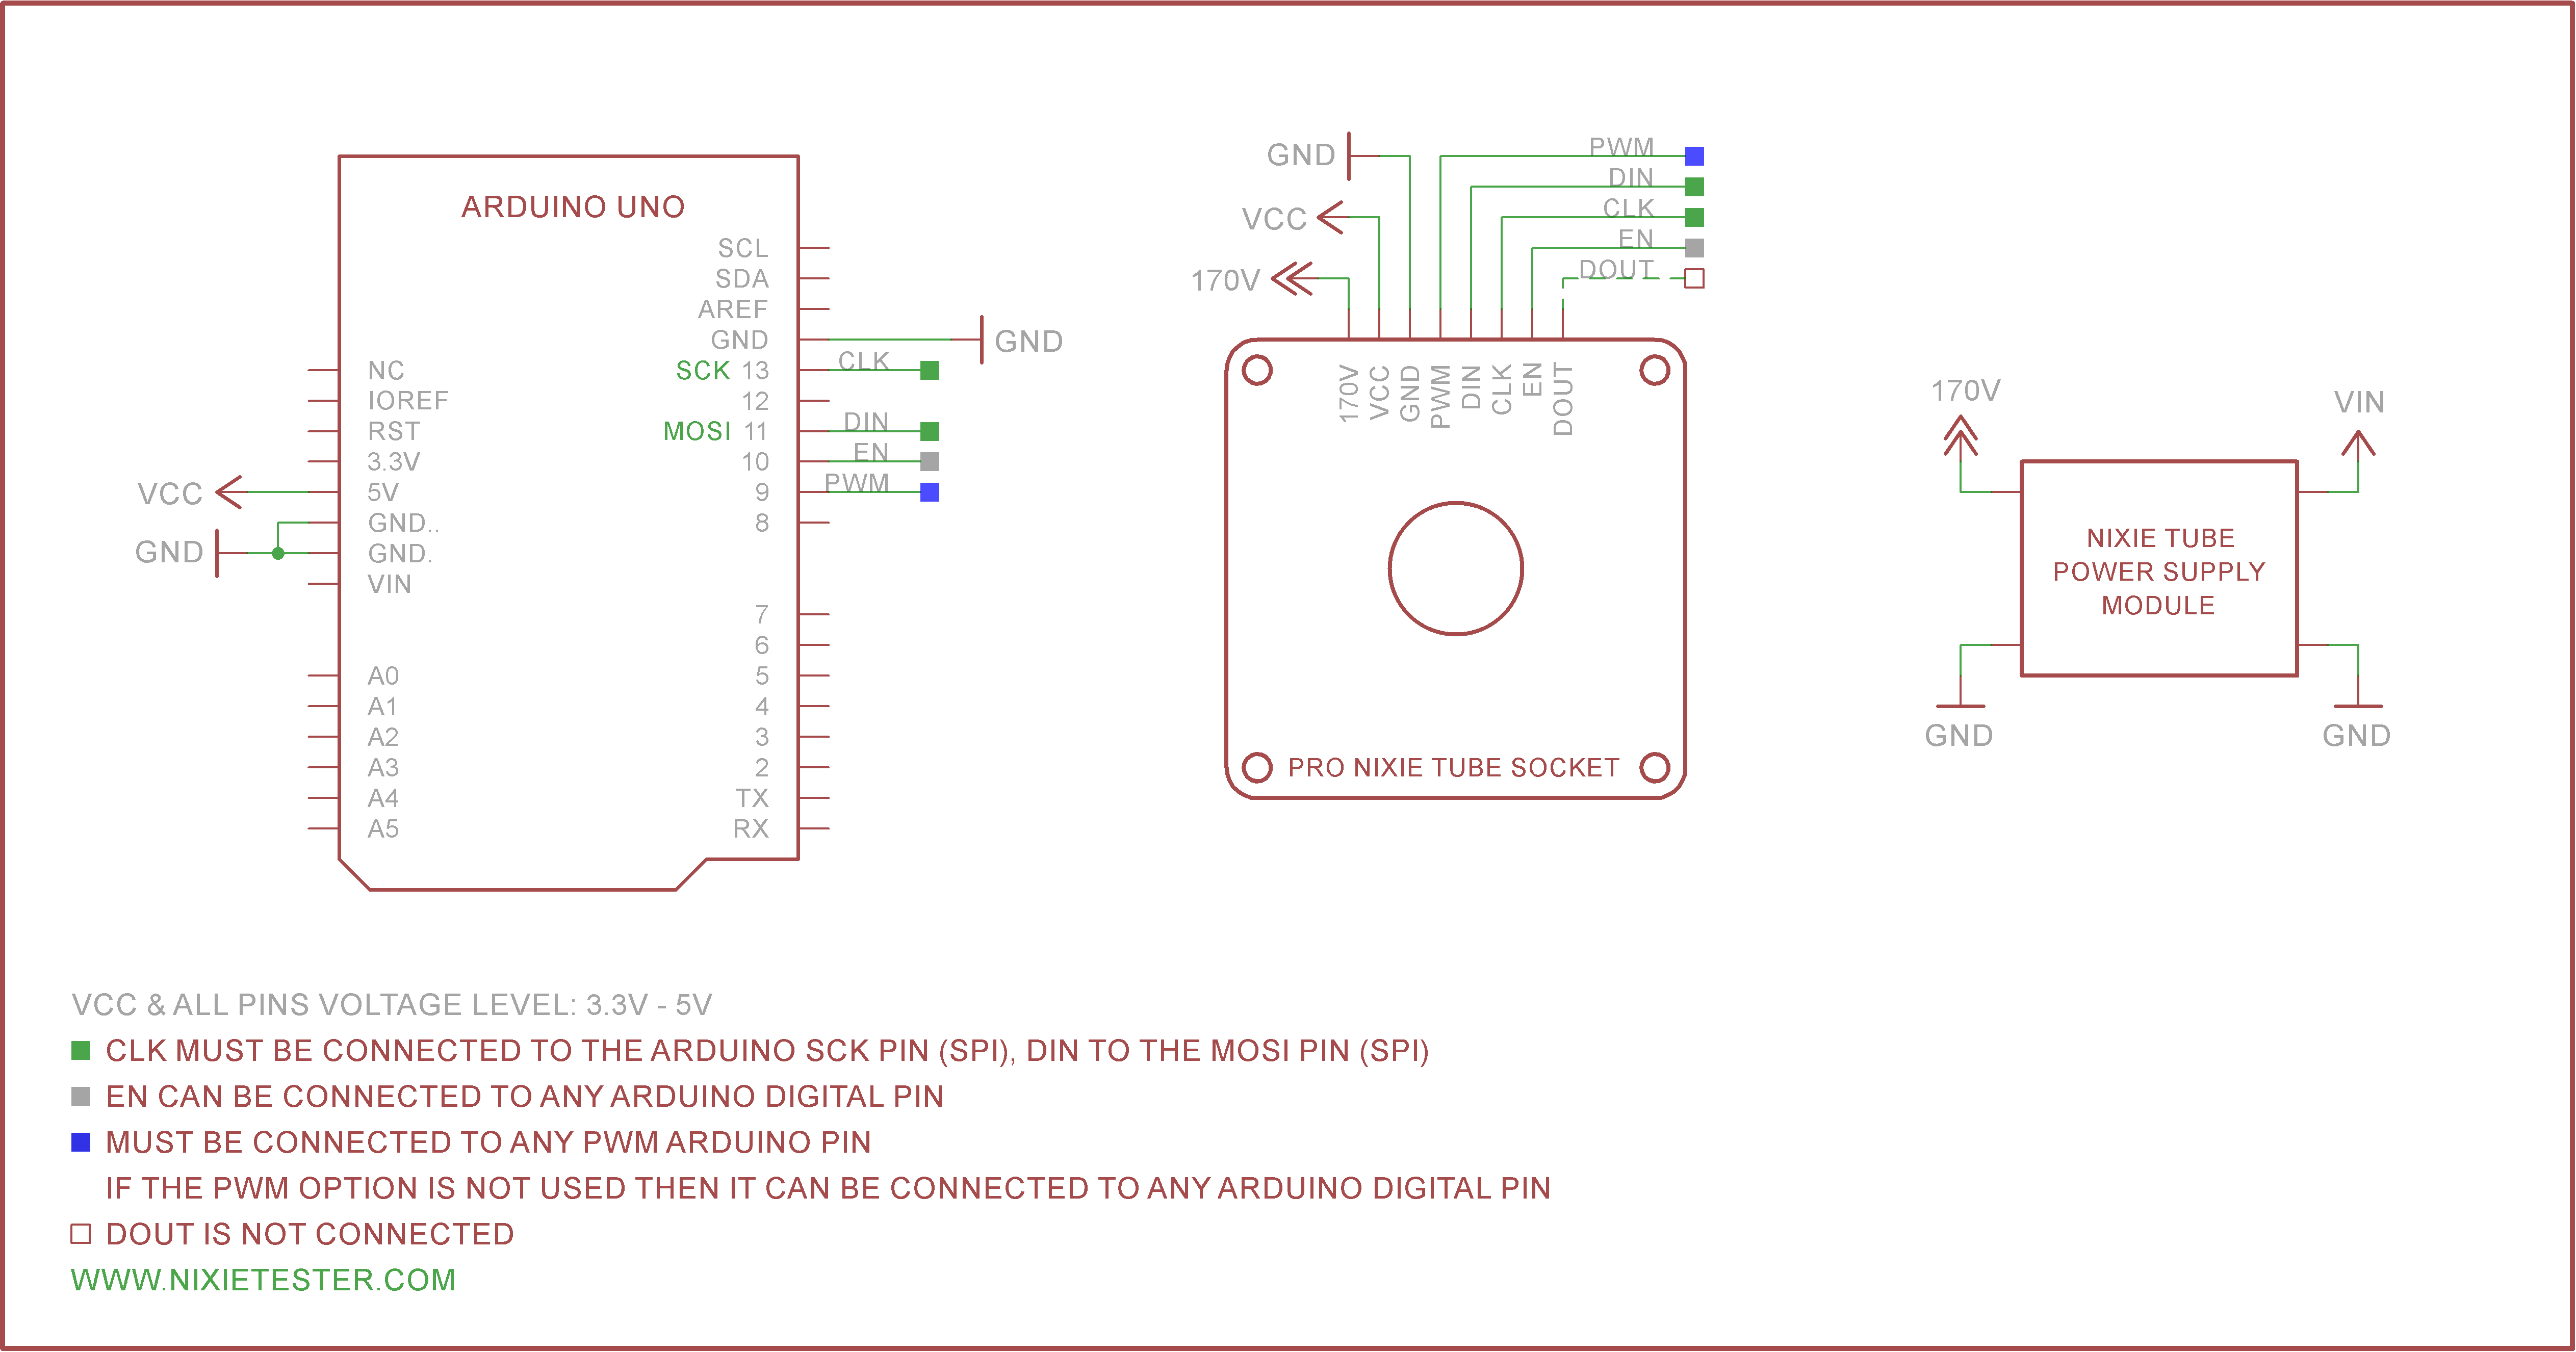 ARDUINO UNO
SCL
SDA
AREF
GND
GND
NC
SCK 13
CLK
IOREF
12
RST
MOSI 11
DIN
3.3V
10
EN
VCC
5V
9
PWM
GND..
8
GND
GND.
VIN
7
6
A0
5
A1
4
A2
3
A3
2
A4
TX
A5
RX
GND
VCC
170V
PWM
DIN
CLK
EN
DOUT
170V
VCC
GND
PWM
DIN
CLK
EN
DOUT
PRO NIXIE TUBE SOCKET
170V
VIN
NIXIE TUBE
POWER SUPPLY
MODULE
GND
GND
VCC & ALL PINS VOLTAGE LEVEL: 3.3V - 5V
CLK MUST BE CONNECTED TO THE ARDUINO SCK PIN (SPI), DIN TO THE MOSI PIN (SPI)
EN CAN BE CONNECTED TO ANY ARDUINO DIGITAL PIN
MUST BE CONNECTED TO ANY PWM ARDUINO PIN
IF THE PWM OPTION IS NOT USED THEN IT CAN BE CONNECTED TO ANY ARDUINO DIGITAL PIN
DOUT IS NOT CONNECTED
WWW.NIXIETESTER.COM